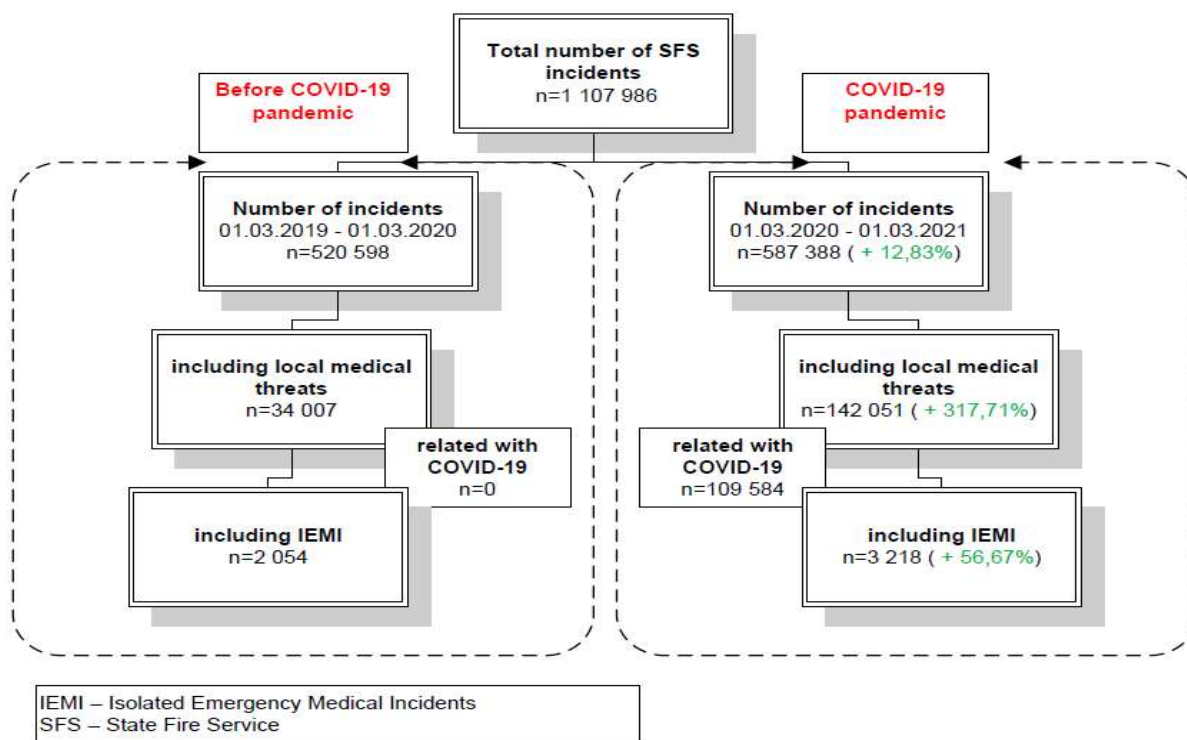 Total number of SFS
incidents
n=1 107 986
Before COVID-19
pandemic
COVID-19
pandemic
Number of incidents
01.03.2019 - 01.03.2020
n=520 598
Number of incidents
01.03.2020 - 01.03.2021
n=587 388 ( + 12,83%)
including local medical
threats
n=34 007
including local medical
threats
n=142 051 ( + 317,71%)
related with
COVID-19
n=0
related with
COVID-19
n=109 584
including IEMI
n=2 054
including IEMI
n=3 218 ( + 56,67%)
IEMI – Isolated Emergency Medical Incidents
SFS – State Fire Service